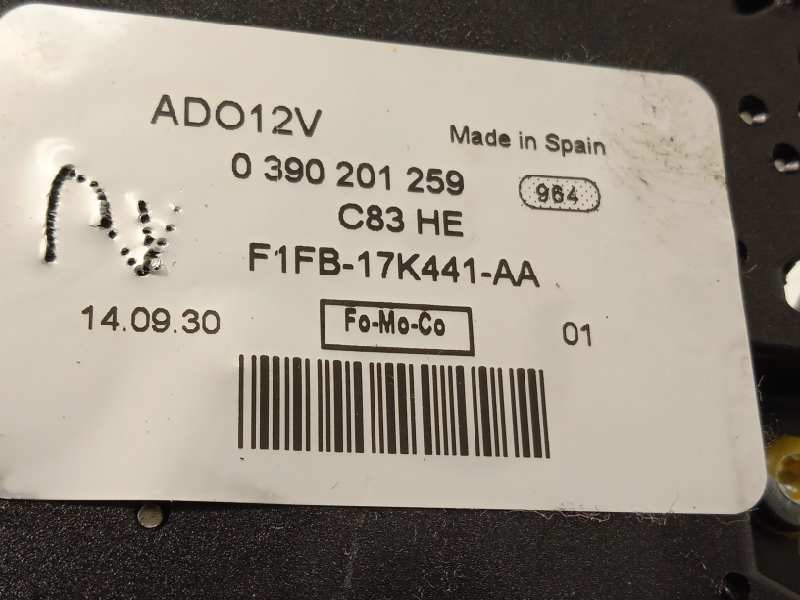 ADO12V
Made in Spain
0 390 201 259
964
C83 HE
F1FB-17K441-AA
14.09.30
Fo-Mo-Co
01